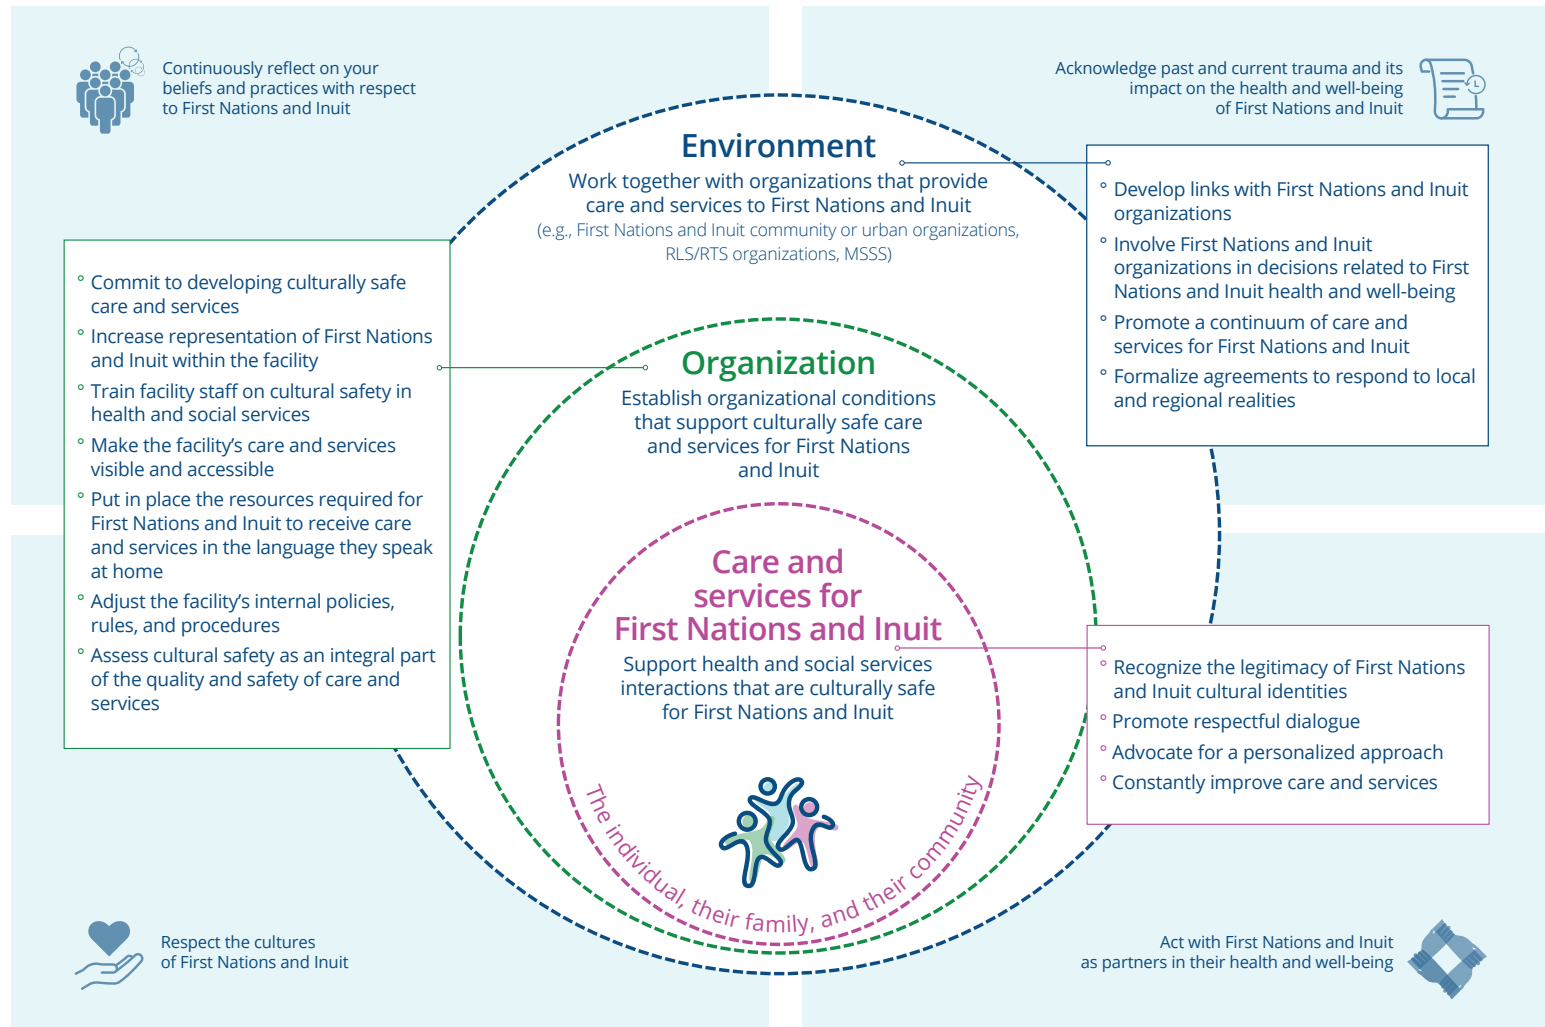 Continuously reflect on your
beliefs and practices with respect
to First Nations and Inuit
Acknowledge past and current trauma and its
impact on the health and well-being
of First Nations and Inuit
Environment
Work together with organizations that provide
care and services to First Nations and Inuit
(e.g., First Nations and Inuit community or urban organizations,
RLS/RTS organizations, MSSS)
° Develop links with First Nations and Inuit
organizations
° Involve First Nations and Inuit
organizations in decisions related to First
Nations and Inuit health and well-being
° Promote a continuum of care and
services for First Nations and Inuit
° Formalize agreements to respond to local
and regional realities
° Commit to developing culturally safe
care and services
° Increase representation of First Nations
and Inuit within the facility
° Train facility staff on cultural safety in
health and social services
° Make the facility’s care and services
visible and accessible
° Put in place the resources required for
First Nations and Inuit to receive care
and services in the language they speak
at home
° Adjust the facility’s internal policies,
rules, and procedures
° Assess cultural safety as an integral part
of the quality and safety of care and
services
Organization
Establish organizational conditions
that support culturally safe care
and services for First Nations
and Inuit
Care and
services for
First Nations and Inuit
Support health and social services
interactions that are culturally safe
for First Nations and Inuit
The individual, their family, and their community
° Recognize the legitimacy of First Nations
and Inuit cultural identities
° Promote respectful dialogue
° Advocate for a personalized approach
° Constantly improve care and services
Respect the cultures
of First Nations and Inuit
Act with First Nations and Inuit
as partners in their health and well-being